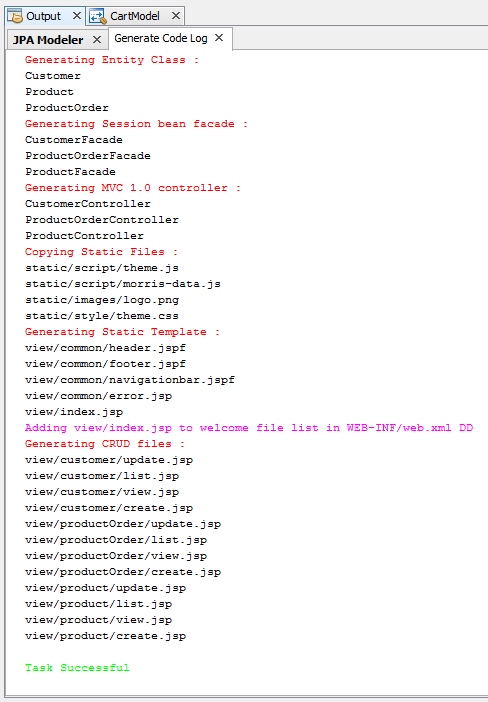 Output CartModel
JPA Modeler Generate Code Log
Generating Entity Class :
Customer
Product
ProductOrder
Generating Session bean facade :
CustomerFacade
ProductOrderFacade
ProductFacade
Generating MVC 1.0 controller :
CustomerController
ProductOrderController
ProductController
Copying Static Files :
static/script/theme.js
static/script/morris-data.js
static/images/logo.png
static/style/theme.css
Generating Static Template :
view/common/header.jspf
view/common/footer.jspf
view/common/navigationbar.jspf
view/common/error.jsp
view/index.jsp
Adding view/index.jsp to welcome file list in WEB-INF/web.xml DD
Generating CRUD files :
view/customer/update.jsp
view/customer/list.jsp
view/customer/view.jsp
view/customer/create.jsp
view/productOrder/update.jsp
view/productOrder/list.jsp
view/productOrder/view.jsp
view/productOrder/create.jsp
view/product/update.jsp
view/product/list.jsp
view/product/view.jsp
view/product/create.jsp
Task Successful